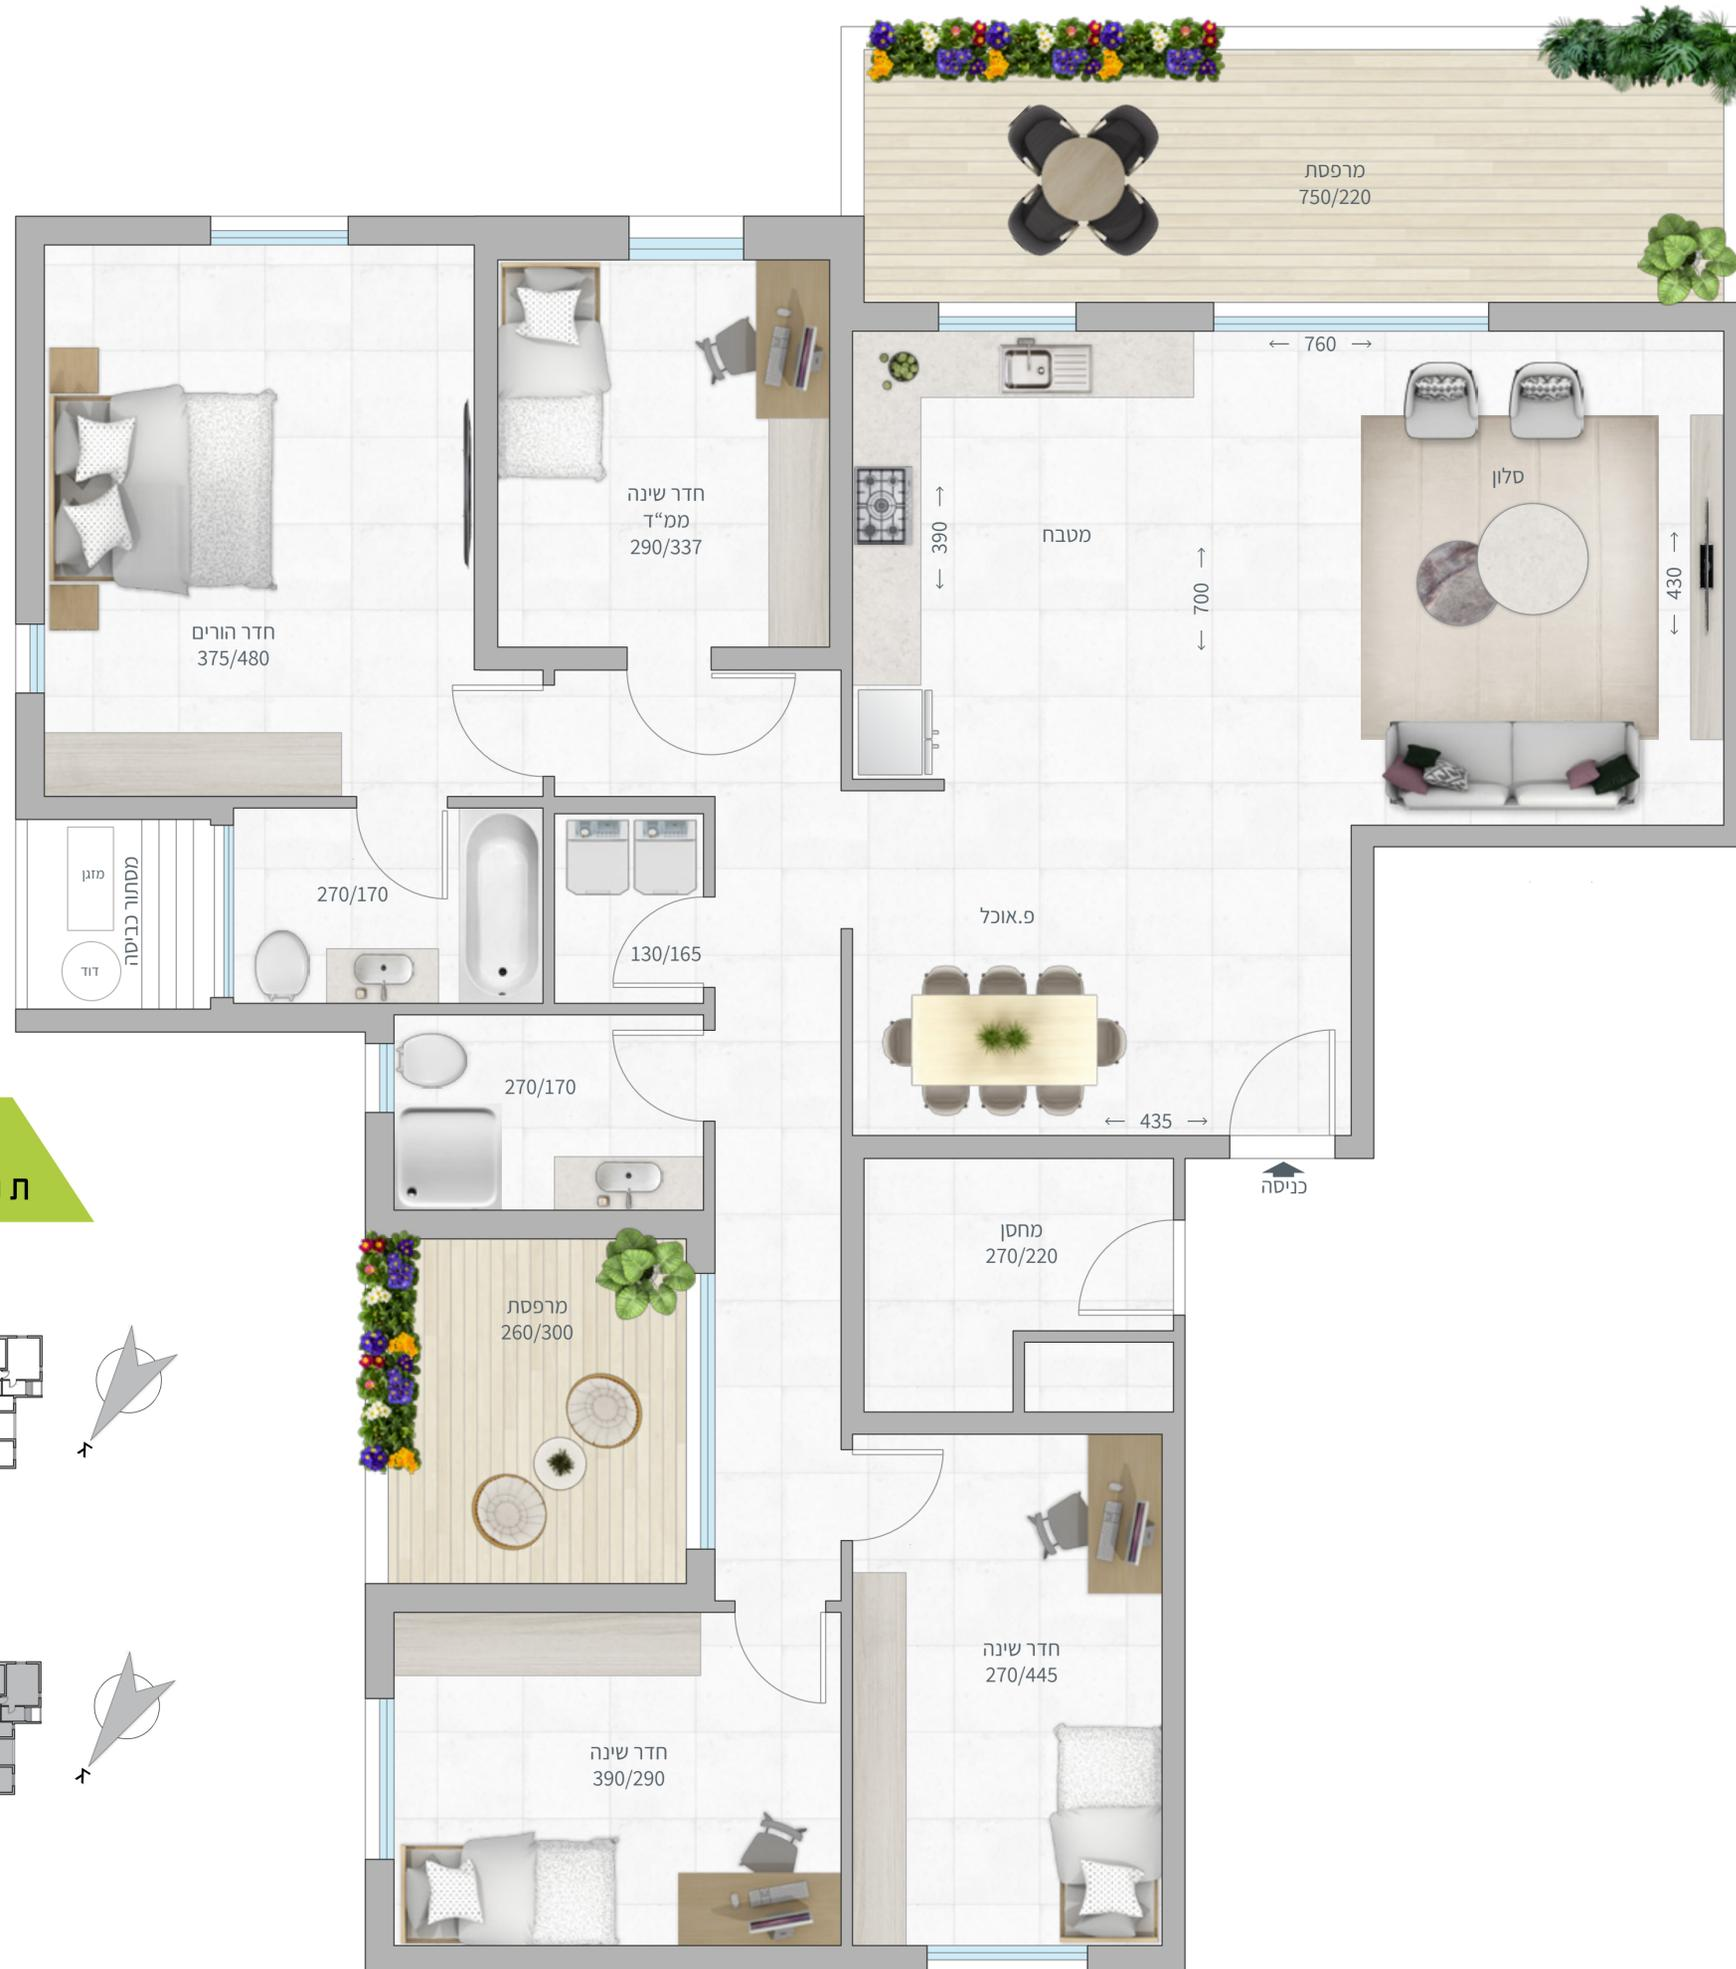 מרפסת
750/220
← 760 →
חדר שינה
ממ"ד
290/337
סלון
מטבח
← 390 →
← 700 →
← 430 →
חדר הורים
375/480
מזגן
דוד
מסתור כביסה
270/170
130/165
פ.אוכל
270/170
← 435 →
כניסה
מחסן
270/220
מרפסת
260/300
חדר שינה
270/445
חדר שינה
390/290